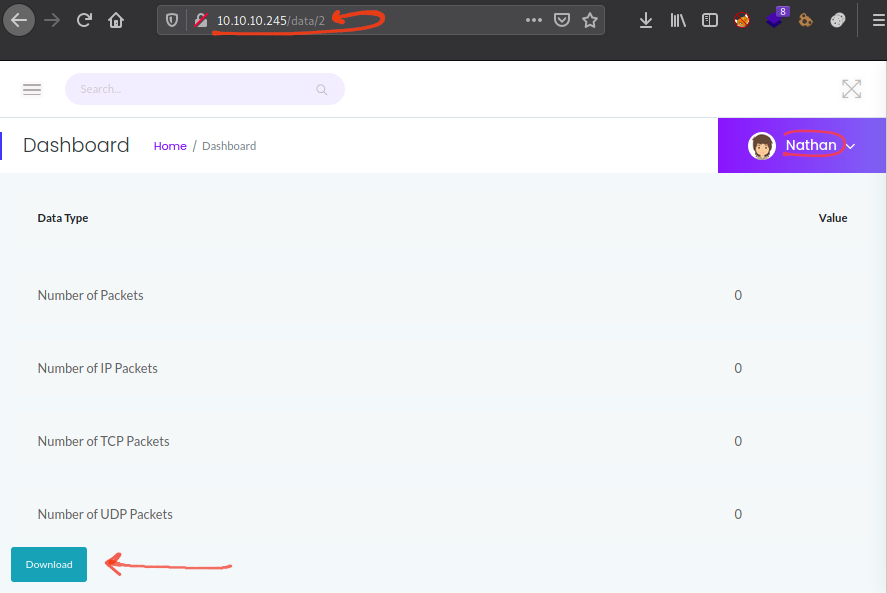 10.10.10.245/data/2
8
Search...
Dashboard Home / Dashboard Nathan
Data Type Value
Number of Packets 0
Number of IP Packets 0
Number of TCP Packets 0
Number of UDP Packets 0
Download